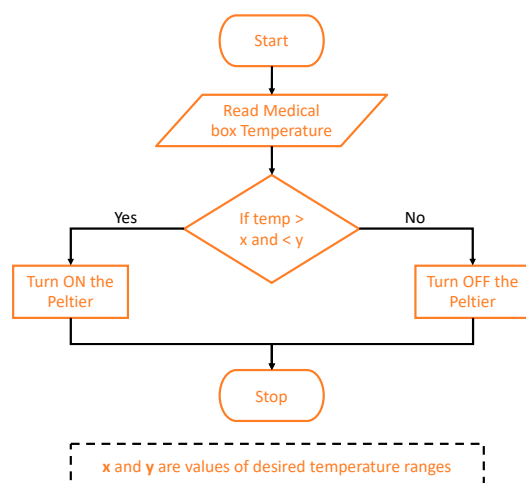 Start
Read Medical
box Temperature
If temp >
x and < y
Yes
No
Turn ON the
Peltier
Turn OFF the
Peltier
Stop
x and y are values of desired temperature ranges